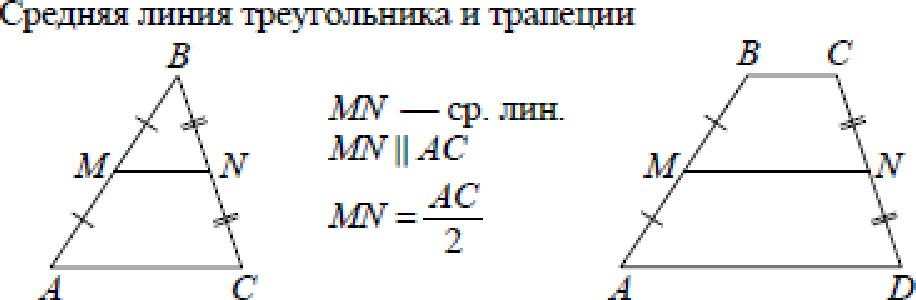 Средняя линия треугольника и трапеции
B
M N
A C
MN — ср. лин.
MN || AC
MN = AC/2
B C
M N
A D